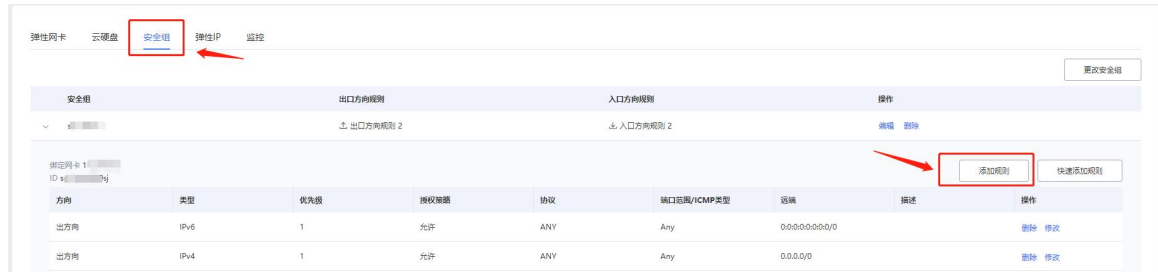 弹性网卡 云硬盘 安全组 弹性IP 监控
更改安全组
安全组 出口方向规则 入口方向规则 操作
s 出口方向规则 2 入口方向规则 2 编辑 删除
绑定网卡 1
ID s sj
添加规则 快速添加规则
方向 类型 优先级 授权策略 协议 端口范围/ICMP类型 远端 描述 操作
出方向 IPv6 1 允许 ANY Any 0:0:0:0:0:0:0:0/0 删除 修改
出方向 IPv4 1 允许 ANY Any 0.0.0.0/0 删除 修改